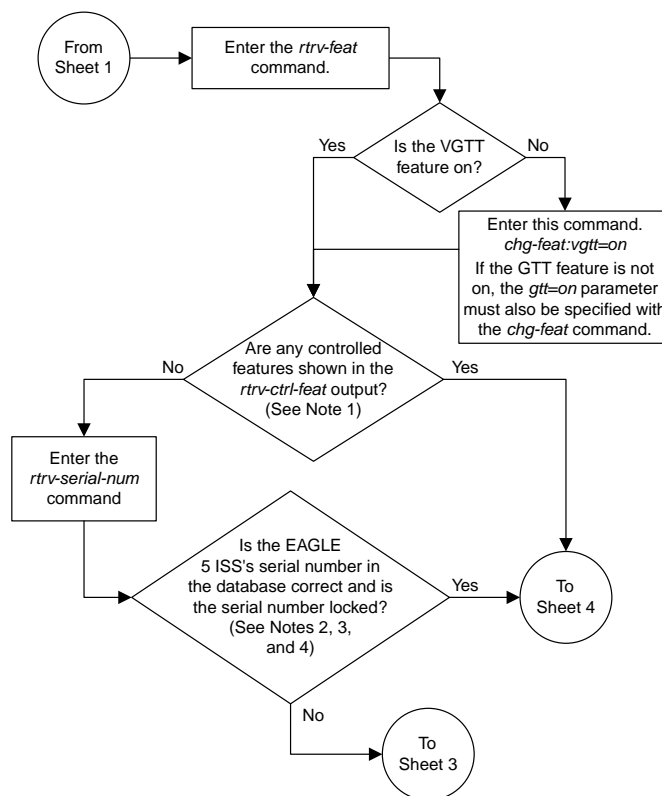 From
Sheet 1
Enter the rtrv-feat
command.
Is the VGTT
feature on?
Yes
No
Enter this command.
chg-feat:vgtt=on
If the GTT feature is not
on, the gtt=on parameter
must also be specified with
the chg-feat command.
Are any controlled
features shown in the
rtrv-ctrl-feat output?
(See Note 1)
No
Yes
Enter the
rtrv-serial-num
command
Is the EAGLE
5 ISS's serial number in
the database correct and is
the serial number locked?
(See Notes 2, 3,
and 4)
Yes
To
Sheet 4
No
To
Sheet 3